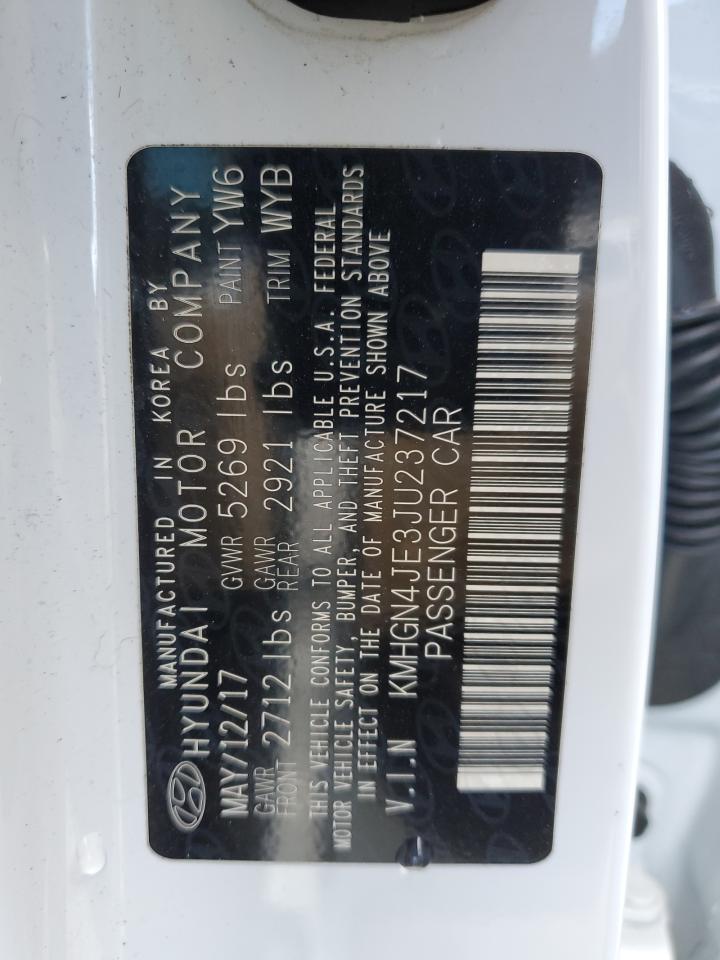 MANUFACTURED IN KOREA BY
HYUNDAI MOTOR COMPANY
MAY/12/17 GVWR 5269 lbs PAINT YW6
GAWR FRONT 2712 lbs GAWR REAR 2921 lbs TRIM WYB
THIS VEHICLE CONFORMS TO ALL APPLICABLE U.S.A. FEDERAL
MOTOR VEHICLE SAFETY, BUMPER, AND THEFT PREVENTION STANDARDS
IN EFFECT ON THE DATE OF MANUFACTURE SHOWN ABOVE
V.I.N KMHGN4JE3JU237217
PASSENGER CAR